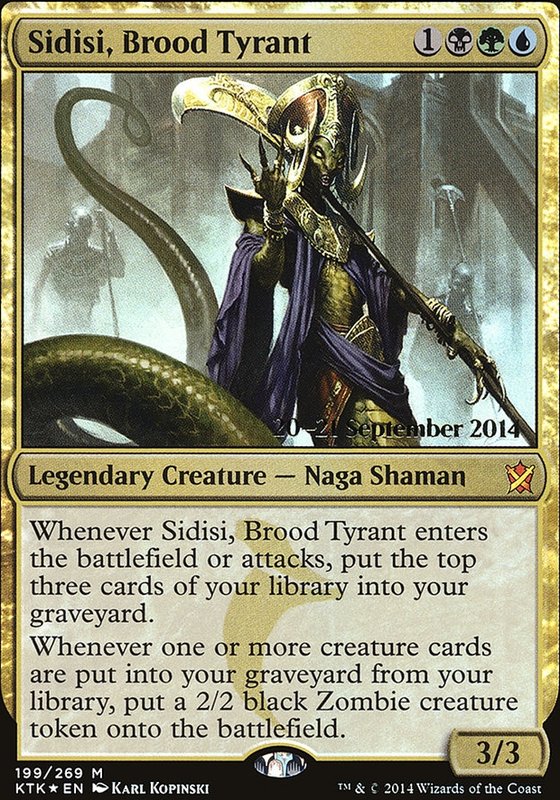 Sidisi, Brood Tyrant 1
20–21 September 2014
Legendary Creature — Naga Shaman
Whenever Sidisi, Brood Tyrant enters
the battlefield or attacks, put the top
three cards of your library into your
graveyard.
Whenever one or more creature cards
are put into your graveyard from your
library, put a 2/2 black Zombie creature
token onto the battlefield.
3/3
199/269 M
KTK★EN Karl Kopinski
™ & © 2014 Wizards of the Coast